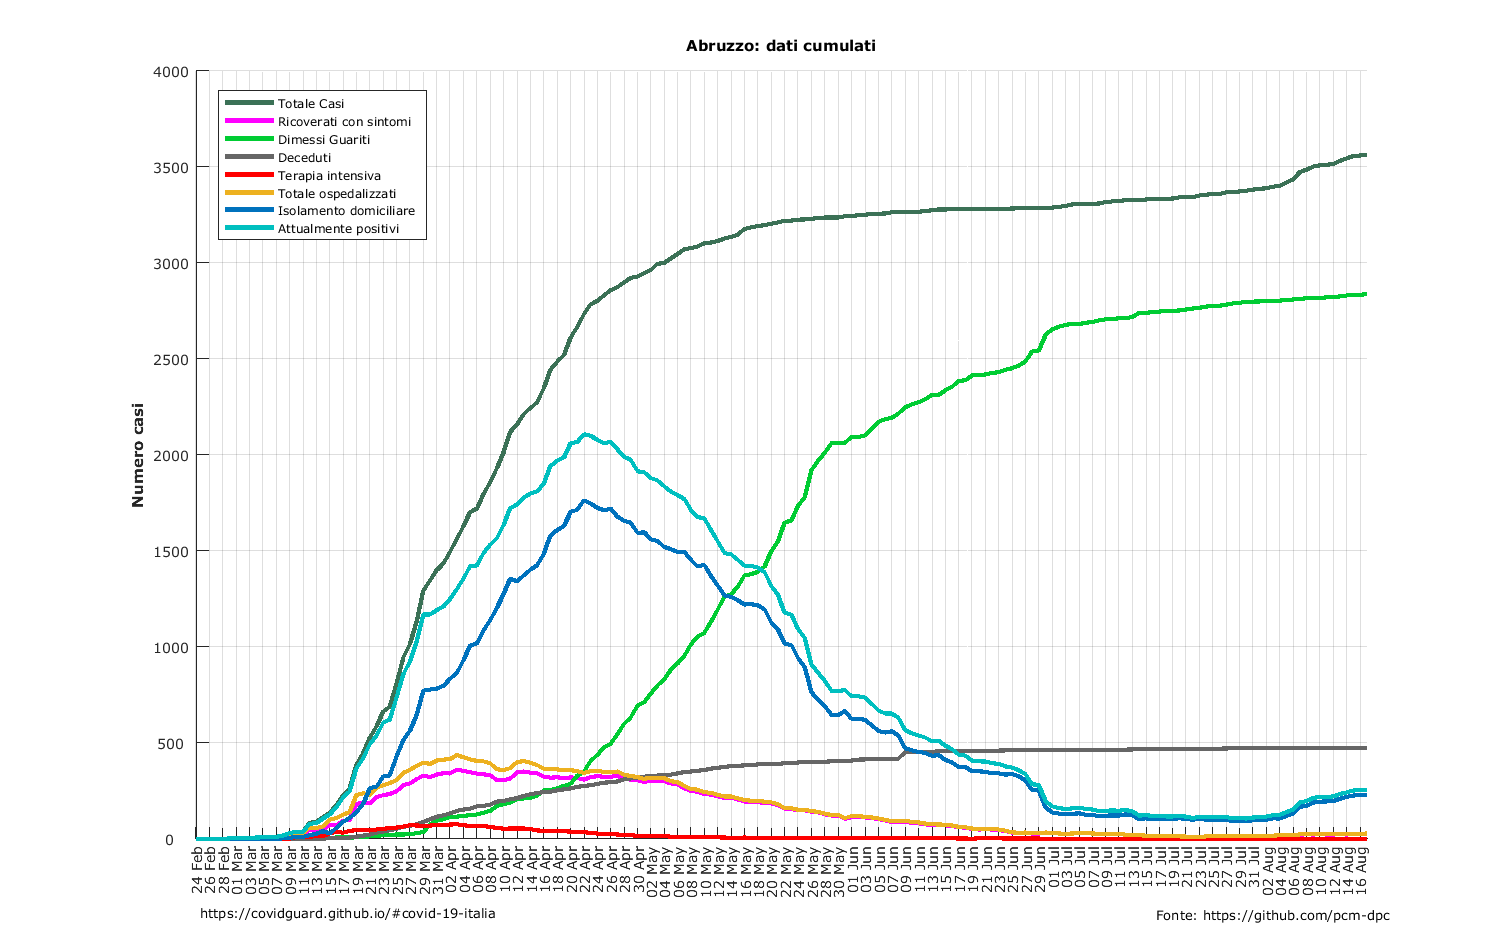 Abruzzo: dati cumulati
Numero casi
4000
3500
3000
2500
2000
1500
1000
500
0
Totale Casi
Ricoverati con sintomi
Dimessi Guariti
Deceduti
Terapia intensiva
Totale ospedalizzati
Isolamento domiciliare
Attualmente positivi
24 Feb
26 Feb
28 Feb
01 Mar
03 Mar
05 Mar
07 Mar
09 Mar
11 Mar
13 Mar
15 Mar
17 Mar
19 Mar
21 Mar
23 Mar
25 Mar
27 Mar
29 Mar
31 Mar
02 Apr
04 Apr
06 Apr
08 Apr
10 Apr
12 Apr
14 Apr
16 Apr
18 Apr
20 Apr
22 Apr
24 Apr
26 Apr
28 Apr
30 Apr
02 May
04 May
06 May
08 May
10 May
12 May
14 May
16 May
18 May
20 May
22 May
24 May
26 May
28 May
30 May
01 Jun
03 Jun
05 Jun
07 Jun
09 Jun
11 Jun
13 Jun
15 Jun
17 Jun
19 Jun
21 Jun
23 Jun
25 Jun
27 Jun
29 Jun
01 Jul
03 Jul
05 Jul
07 Jul
09 Jul
11 Jul
13 Jul
15 Jul
17 Jul
19 Jul
21 Jul
23 Jul
25 Jul
27 Jul
29 Jul
31 Jul
02 Aug
04 Aug
06 Aug
08 Aug
10 Aug
12 Aug
14 Aug
16 Aug
https://covidguard.github.io/#covid-19-italia
Fonte: https://github.com/pcm-dpc